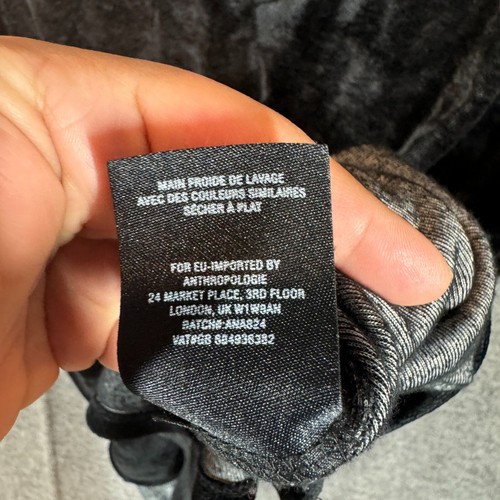 MAIN FROIDE DE LAVAGE
AVEC DES COULEURS SIMILAIRES
SÉCHER À PLAT
FOR EU-IMPORTED BY
ANTHROPOLOGIE
24 MARKET PLACE, 3RD FLOOR
LONDON, UK W1W8AN
BATCH#:ANA824
VAT#GB 684936382